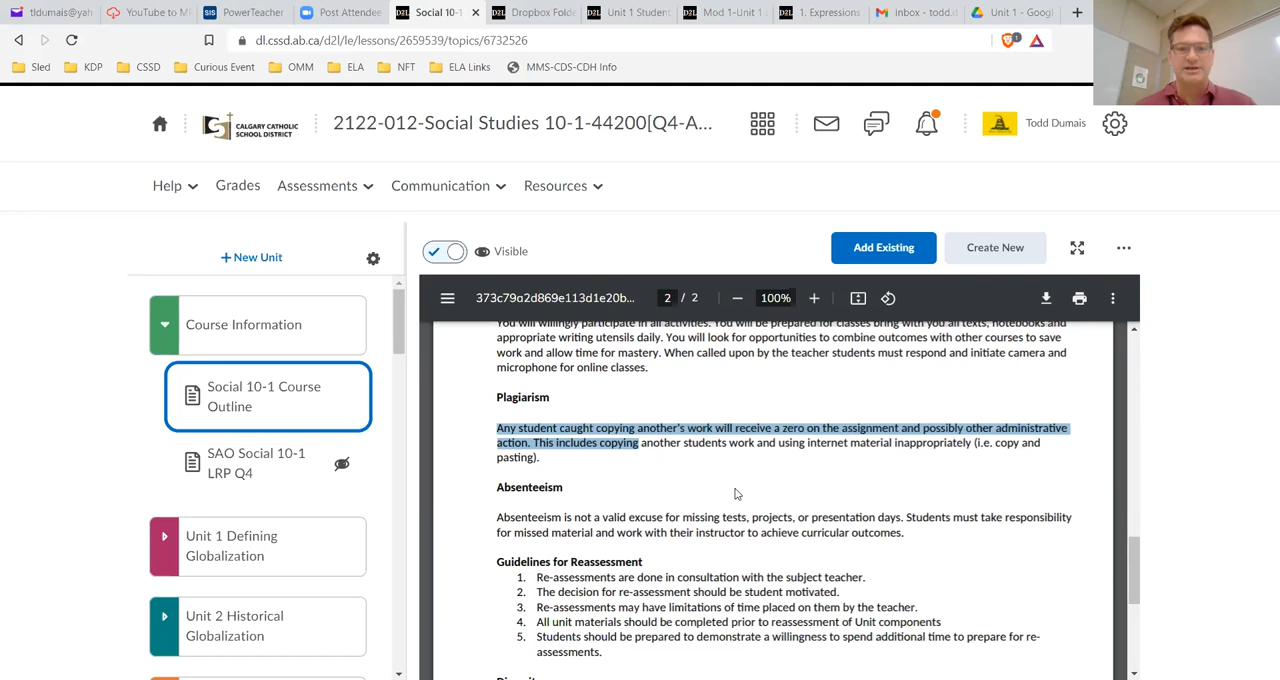 tldumais@yah
YouTube to MP
SIS PowerTeacher
Post Attendee
D2L Social 10-1
D2L Dropbox Folde
D2L Unit 1 Student
D2L Mod 1-Unit 1
D2L 1. Expressions
Inbox - todd.d
Unit 1 - Googl
dl.cssd.ab.ca/d2l/le/lessons/2659539/topics/6732526
Sled
KDP
CSSD
Curious Event
OMM
ELA
NFT
ELA Links
MMS-CDS-CDH Info
CALGARY CATHOLIC
SCHOOL DISTRICT
2122-012-Social Studies 10-1-44200[Q4-A...
Todd Dumais
Help
Grades
Assessments
Communication
Resources
+ New Unit
Visible
Add Existing
Create New
373c79a2d869e113d1e20b...
2 / 2
100%
Course Information
Social 10-1 Course
Outline
SAO Social 10-1
LRP Q4
Unit 1 Defining
Globalization
Unit 2 Historical
Globalization
You will willingly participate in all activities. You will be prepared for classes bring with you all texts, notebooks and
appropriate writing utensils daily. You will look for opportunities to combine outcomes with other courses to save
work and allow time for mastery. When called upon by the teacher students must respond and initiate camera and
microphone for online classes.
Plagiarism
Any student caught copying another's work will receive a zero on the assignment and possibly other administrative
action. This includes copying another students work and using internet material inappropriately (i.e. copy and
pasting).
Absenteeism
Absenteeism is not a valid excuse for missing tests, projects, or presentation days. Students must take responsibility
for missed material and work with their instructor to achieve curricular outcomes.
Guidelines for Reassessment
1. Re-assessments are done in consultation with the subject teacher.
2. The decision for re-assessment should be student motivated.
3. Re-assessments may have limitations of time placed on them by the teacher.
4. All unit materials should be completed prior to reassessment of Unit components
5. Students should be prepared to demonstrate a willingness to spend additional time to prepare for re-
assessments.